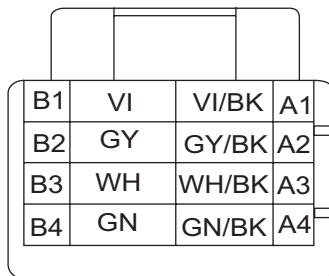 B1 VI VI/BK A1
B2 GY GY/BK A2
B3 WH WH/BK A3
B4 GN GN/BK A4